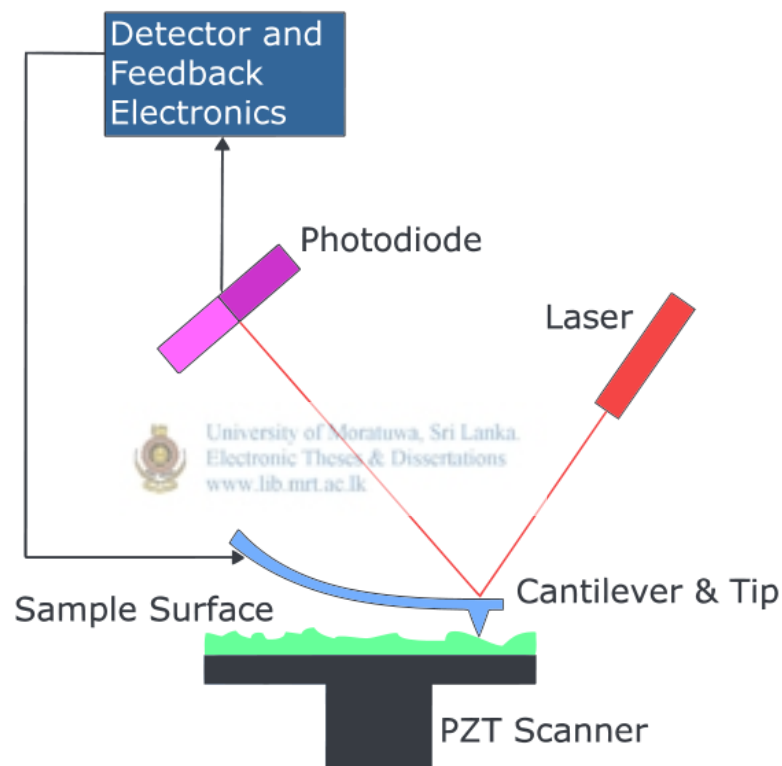 Detector and
Feedback
Electronics
Photodiode
Laser
University of Moratuwa, Sri Lanka.
Electronic Theses & Dissertations
www.lib.mrt.ac.lk
Cantilever & Tip
Sample Surface
PZT Scanner